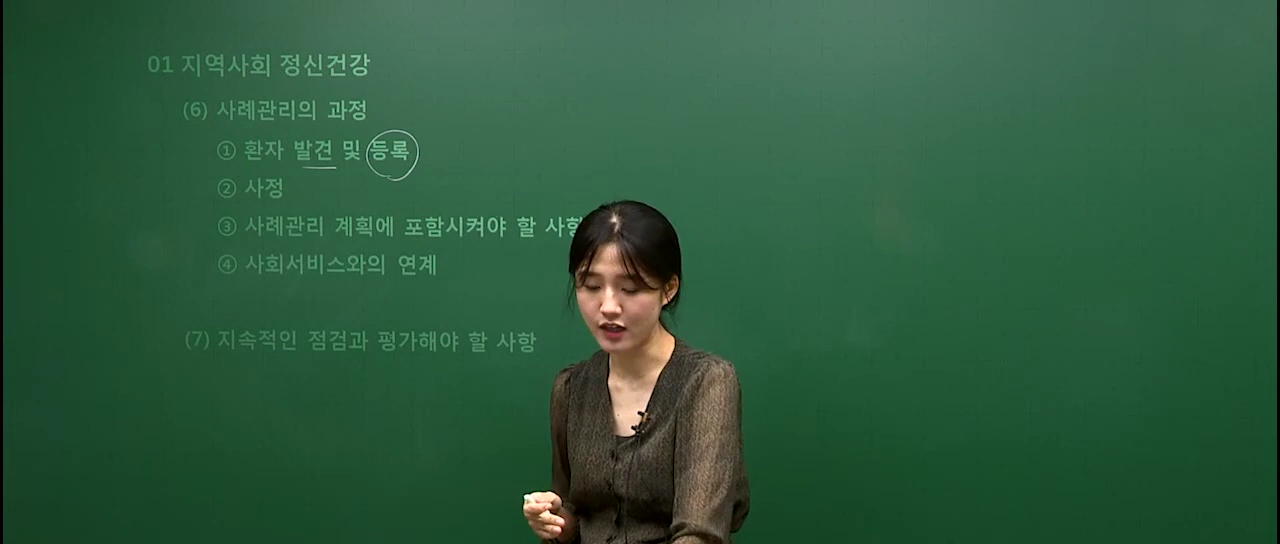 01 지역사회 정신건강
(6) 사례관리의 과정
① 환자 발견 및 등록
② 사정
③ 사례관리 계획에 포함시켜야 할
④ 사회서비스와의 연계
(7) 지속적인 점검과 평가해야 할 사항